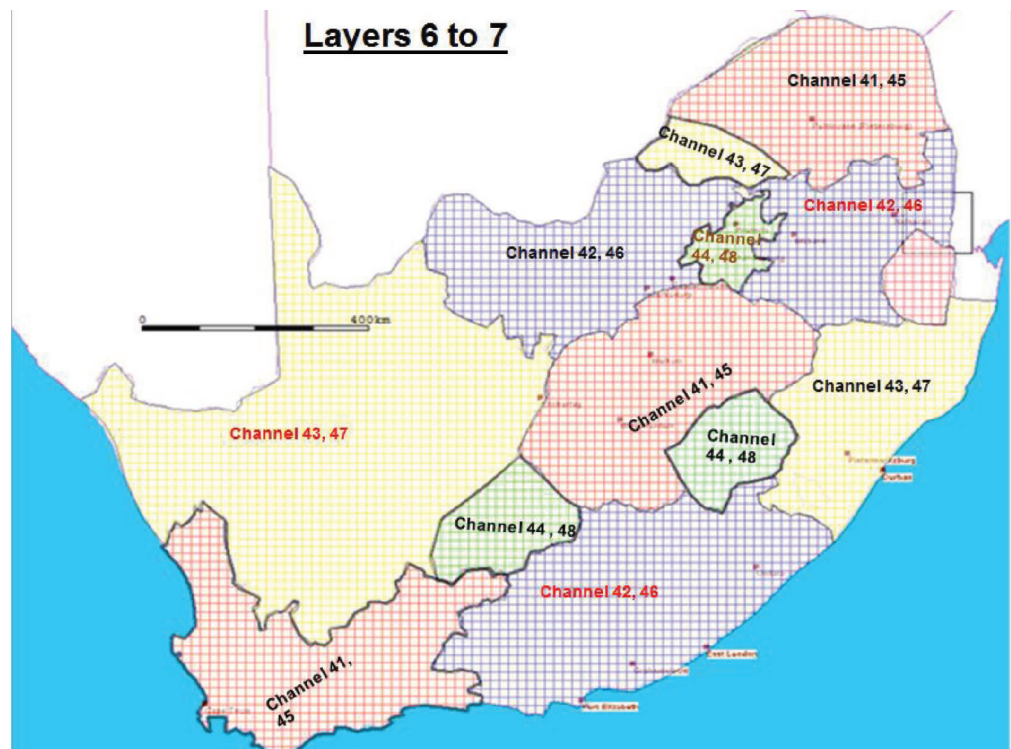 Layers 6 to 7
Channel 41, 45
Channel 43, 47
Channel 42, 46
Channel
44, 48
Channel 42, 46
0
400km
Channel 41, 45
Channel 43, 47
Channel 43, 47
Channel
44 , 48
Durban
Channel 44 , 48
Channel 42, 46
East London
Channel 41,
45
Port Elizabeth